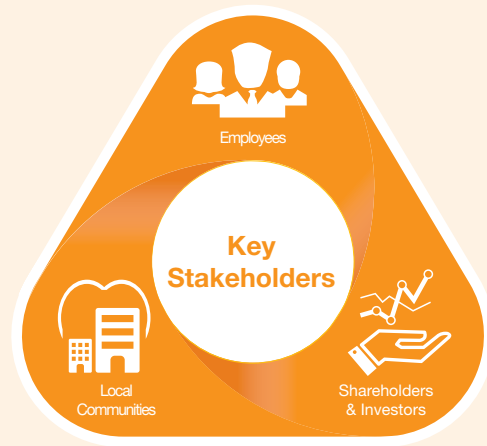 Employees
Key
Stakeholders
Local
Communities
Shareholders
& Investors